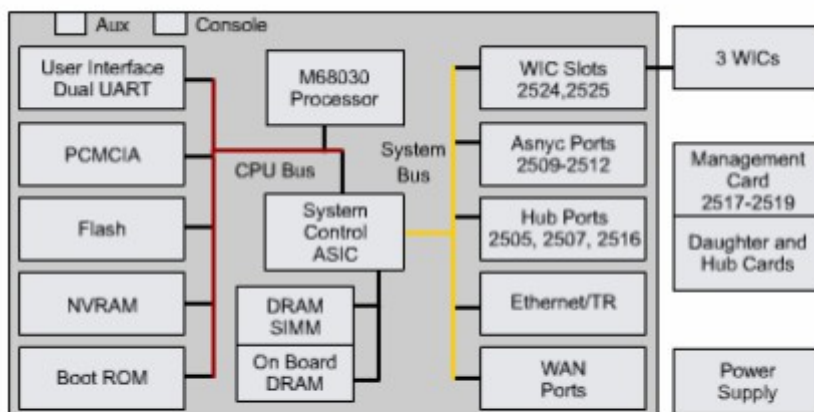 Aux
Console
User Interface
Dual UART
PCMCIA
Flash
NVRAM
Boot ROM
M68030
Processor
CPU Bus
System
Control
ASIC
DRAM
SIMM
On Board
DRAM
System
Bus
WIC Slots
2524,2525
Asnyc Ports
2509-2512
Hub Ports
2505, 2507, 2516
Ethernet/TR
WAN
Ports
3 WICs
Management
Card
2517-2519
Daughter and
Hub Cards
Power
Supply